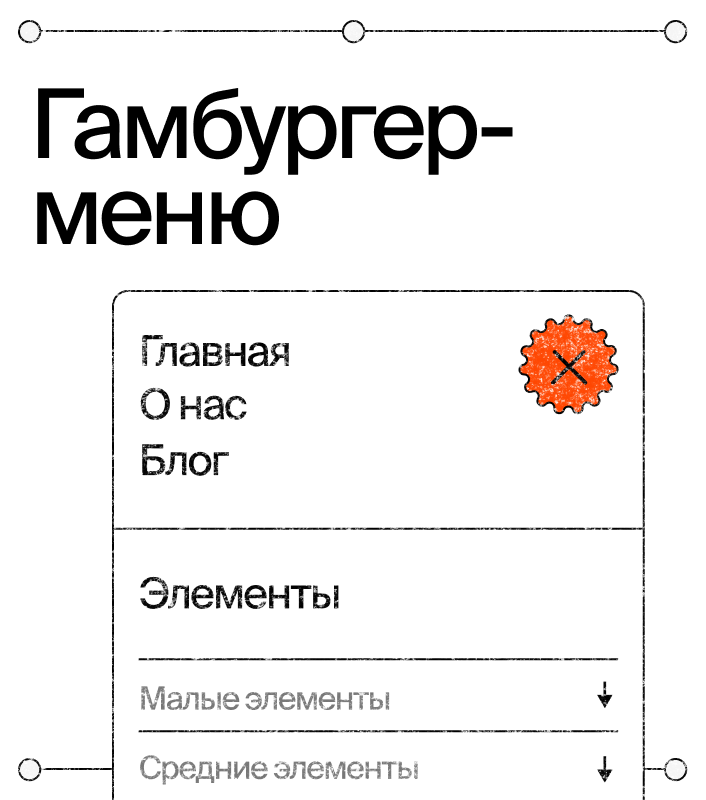 Гамбургер-
меню
Главная
О нас
Блог
Элементы
Малые элементы
Средние элементы